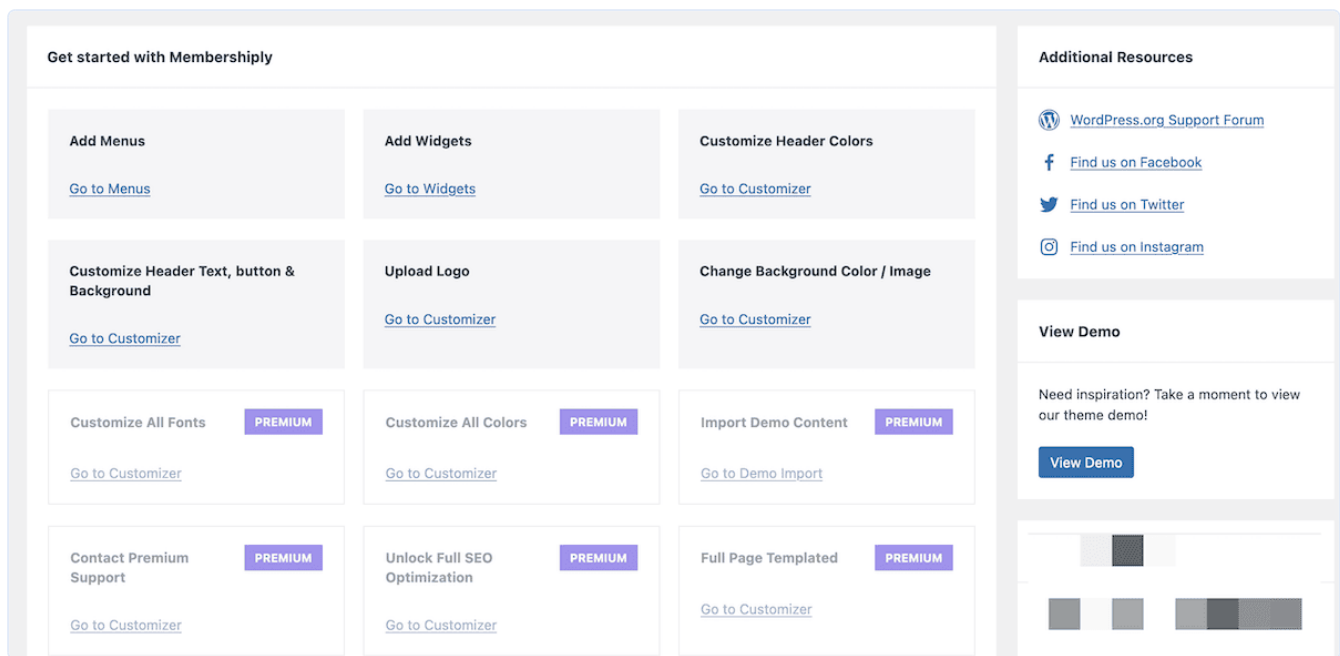 Get started with Membershiply
Add Menus
Go to Menus
Add Widgets
Go to Widgets
Customize Header Colors
Go to Customizer
Customize Header Text, button &
Background
Go to Customizer
Upload Logo
Go to Customizer
Change Background Color / Image
Go to Customizer
Customize All Fonts
PREMIUM
Go to Customizer
Customize All Colors
PREMIUM
Go to Customizer
Import Demo Content
PREMIUM
Go to Demo Import
Contact Premium
Support
PREMIUM
Go to Customizer
Unlock Full SEO
Optimization
PREMIUM
Go to Customizer
Full Page Templated
PREMIUM
Go to Customizer
Additional Resources
WordPress.org Support Forum
Find us on Facebook
Find us on Twitter
Find us on Instagram
View Demo
Need inspiration? Take a moment to view
our theme demo!
View Demo